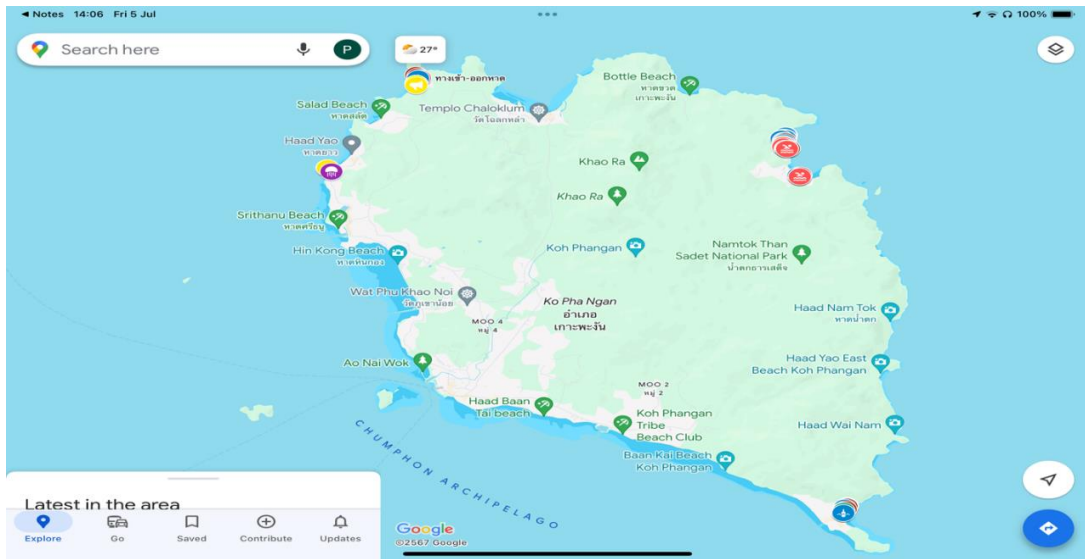 Notes 14:06 Fri 5 Jul
100%
Search here
P
27°
ทางเข้า-ออกหาด
Bottle Beach
หาดขวด
เกาะพะงัน
Salad Beach
หาดสลัด
Templo Chaloklum
วัดโฉลกหลำ
Haad Yao
หาดยาว
Khao Ra
Khao Ra
Srithanu Beach
หาดศรีธนู
Hin Kong Beach
หาดหินกอง
Koh Phangan
Namtok Than
Sadet National Park
น้ำตกธารเสด็จ
Wat Phu Khao Noi
วัดภูเขาน้อย
Ko Pha Ngan
อำเภอ
เกาะพะงัน
MOO 4
หมู่ 4
Haad Nam Tok
หาดน้ำตก
Ao Nai Wok
Haad Yao East
Beach Koh Phangan
MOO 2
หมู่ 2
Haad Baan
Tai beach
Koh Phangan
Tribe
Beach Club
Haad Wai Nam
Baan Kai Beach
Koh Phangan
CHUMPHON ARCHIPELAGO
Latest in the area
Explore
Go
Saved
Contribute
Updates
Google
©2567 Google